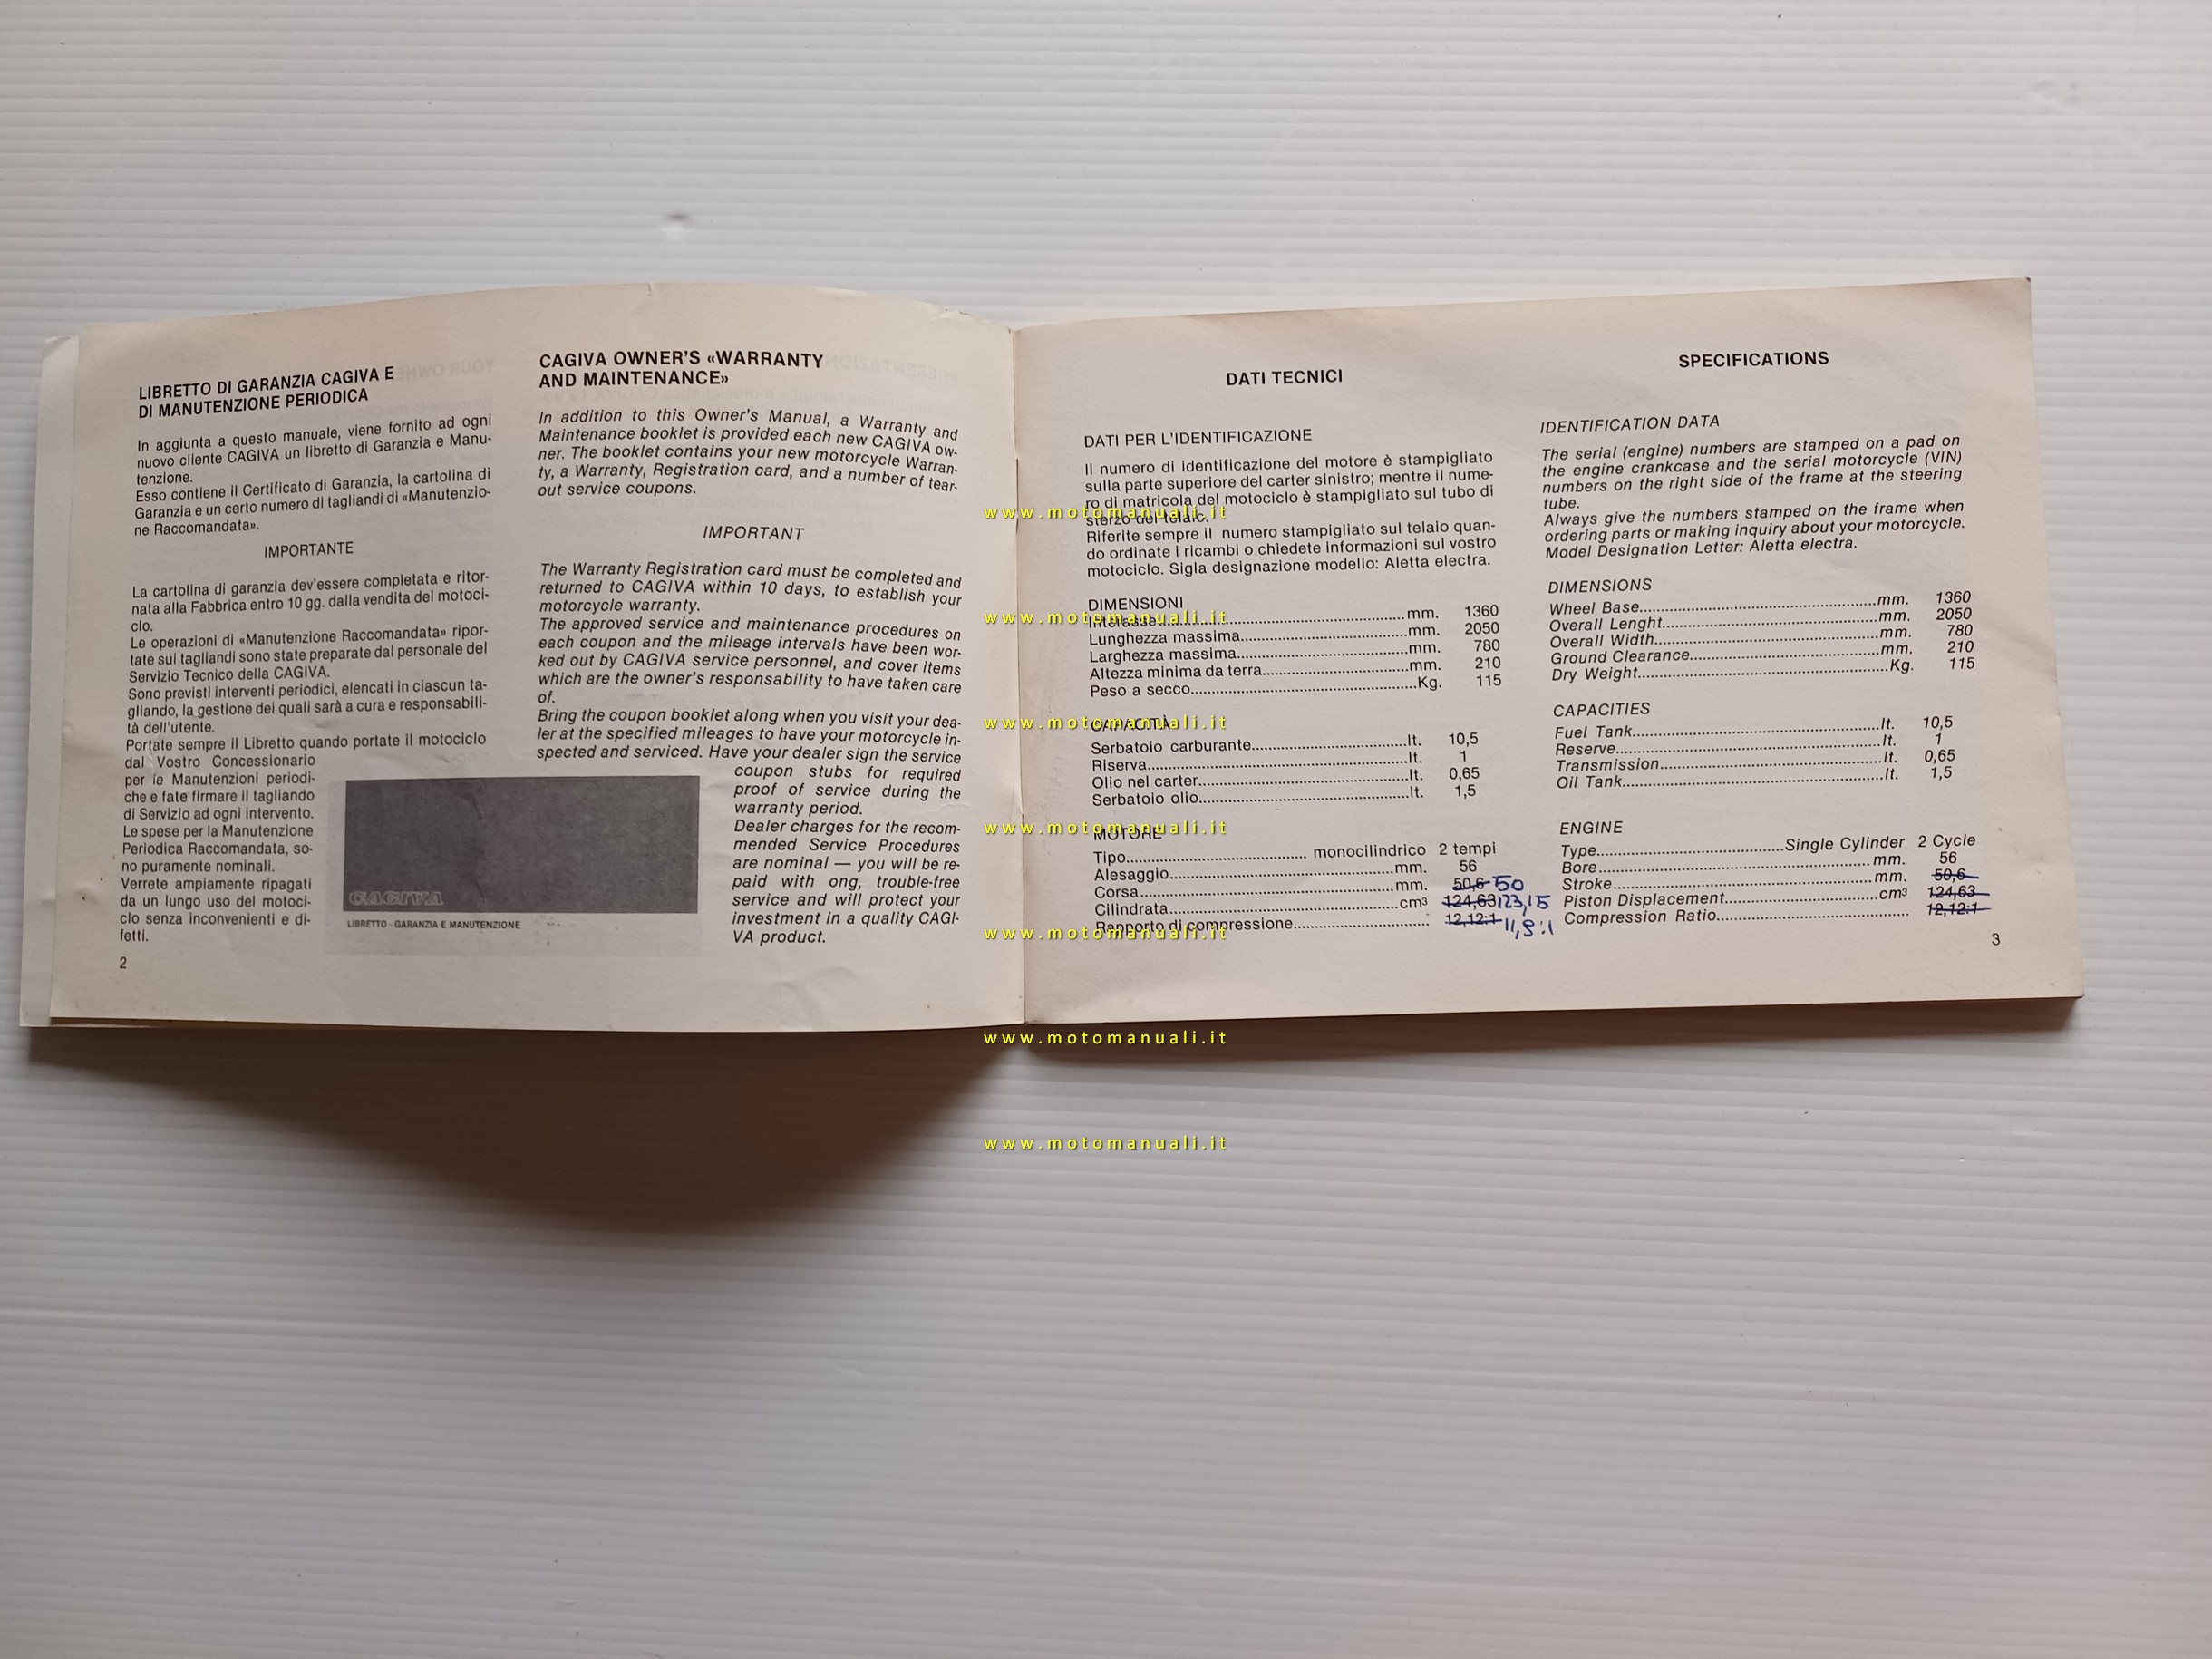 LIBRETTO DI GARANZIA CAGIVA E
DI MANUTENZIONE PERIODICA
In aggiunta a questo manuale, viene fornito ad ogni
nuovo cliente CAGIVA un libretto di Garanzia e Manu-
tenzione.
Esso contiene il Certificato di Garanzia, la cartolina di
Garanzia e un certo numero di tagliandi di «Manutenzio-
ne Raccomandata».
IMPORTANTE
La cartolina di garanzia dev'essere completata e ritor-
nata alla Fabbrica entro 10 gg. dalla vendita del motoci-
clo.
Le operazioni di «Manutenzione Raccomandata» ripor-
tate sui tagliandi sono state preparate dal personale del
Servizio Tecnico della CAGIVA.
Sono previsti interventi periodici, elencati in ciascun ta-
gliando, la gestione dei quali sarà a cura e responsabili-
tà dell'utente.
Portate sempre il Libretto quando portate il motociclo
dal Vostro Concessionario
per le Manutenzioni periodi-
che e fate firmare il tagliando
di Servizio ad ogni intervento.
Le spese per la Manutenzione
Periodica Raccomandata, so-
no puramente nominali.
Verrete ampiamente ripagati
da un lungo uso del motoci-
clo senza inconvenienti e di-
fetti.
CAGIVA
LIBRETTO - GARANZIA E MANUTENZIONE
2
CAGIVA OWNER'S «WARRANTY
AND MAINTENANCE»
In addition to this Owner's Manual, a Warranty and
Maintenance booklet is provided each new CAGIVA ow-
ner. The booklet contains your new motorcycle Warran-
ty, a Warranty, Registration card, and a number of tear-
out service coupons.
IMPORTANT
The Warranty Registration card must be completed and
returned to CAGIVA within 10 days, to establish your
motorcycle warranty.
The approved service and maintenance procedures on
each coupon and the mileage intervals have been wor-
ked out by CAGIVA service personnel, and cover items
which are the owner's responsability to have taken care
of.
Bring the coupon booklet along when you visit your dea-
ler at the specified mileages to have your motorcycle in-
spected and serviced. Have your dealer sign the service
coupon stubs for required
proof of service during the
warranty period.
Dealer charges for the recom-
mended Service Procedures
are nominal — you will be re-
paid with ong, trouble-free
service and will protect your
investment in a quality CAGI-
VA product.
DATI TECNICI
DATI PER L'IDENTIFICAZIONE
Il numero di identificazione del motore è stampigliato
sulla parte superiore del carter sinistro; mentre il nume-
ro di matricola del motociclo è stampigliato sul tubo di
sterzo del telaio.
Riferite sempre il numero stampigliato sul telaio quan-
do ordinate i ricambi o chiedete informazioni sul vostro
motociclo. Sigla designazione modello: Aletta electra.
DIMENSIONI
Interasse...mm. 1360
Lunghezza massima...mm. 2050
Larghezza massima...mm. 780
Altezza minima da terra...mm. 210
Peso a secco...Kg. 115
CAPACITÀ
Serbatoio carburante...lt. 10,5
Riserva...lt. 1
Olio nel carter...lt. 0,65
Serbatoio olio...lt. 1,5
MOTORE
Tipo... monocilindrico 2 tempi
Alesaggio...mm. 56
Corsa...mm. 50,6 50
Cilindrata...cm³ 124,63 123,15
Rapporto di compressione... 12,12:1 11,9:1
SPECIFICATIONS
IDENTIFICATION DATA
The serial (engine) numbers are stamped on a pad on
the engine crankcase and the serial motorcycle (VIN)
numbers on the right side of the frame at the steering
tube.
Always give the numbers stamped on the frame when
ordering parts or making inquiry about your motorcycle.
Model Designation Letter: Aletta electra.
DIMENSIONS
Wheel Base...mm. 1360
Overall Lenght...mm. 2050
Overall Width...mm. 780
Ground Clearance...mm. 210
Dry Weight...Kg. 115
CAPACITIES
Fuel Tank...lt. 10,5
Reserve...lt. 1
Transmission...lt. 0,65
Oil Tank...lt. 1,5
ENGINE
Type...Single Cylinder 2 Cycle
Bore...mm. 56
Stroke...mm. 50,6
Piston Displacement...cm³ 124,63
Compression Ratio... 12,12:1
3
www.motomanuali.it
www.motomanuali.it
www.motomanuali.it
www.motomanuali.it
www.motomanuali.it
www.motomanuali.it
www.motomanuali.it